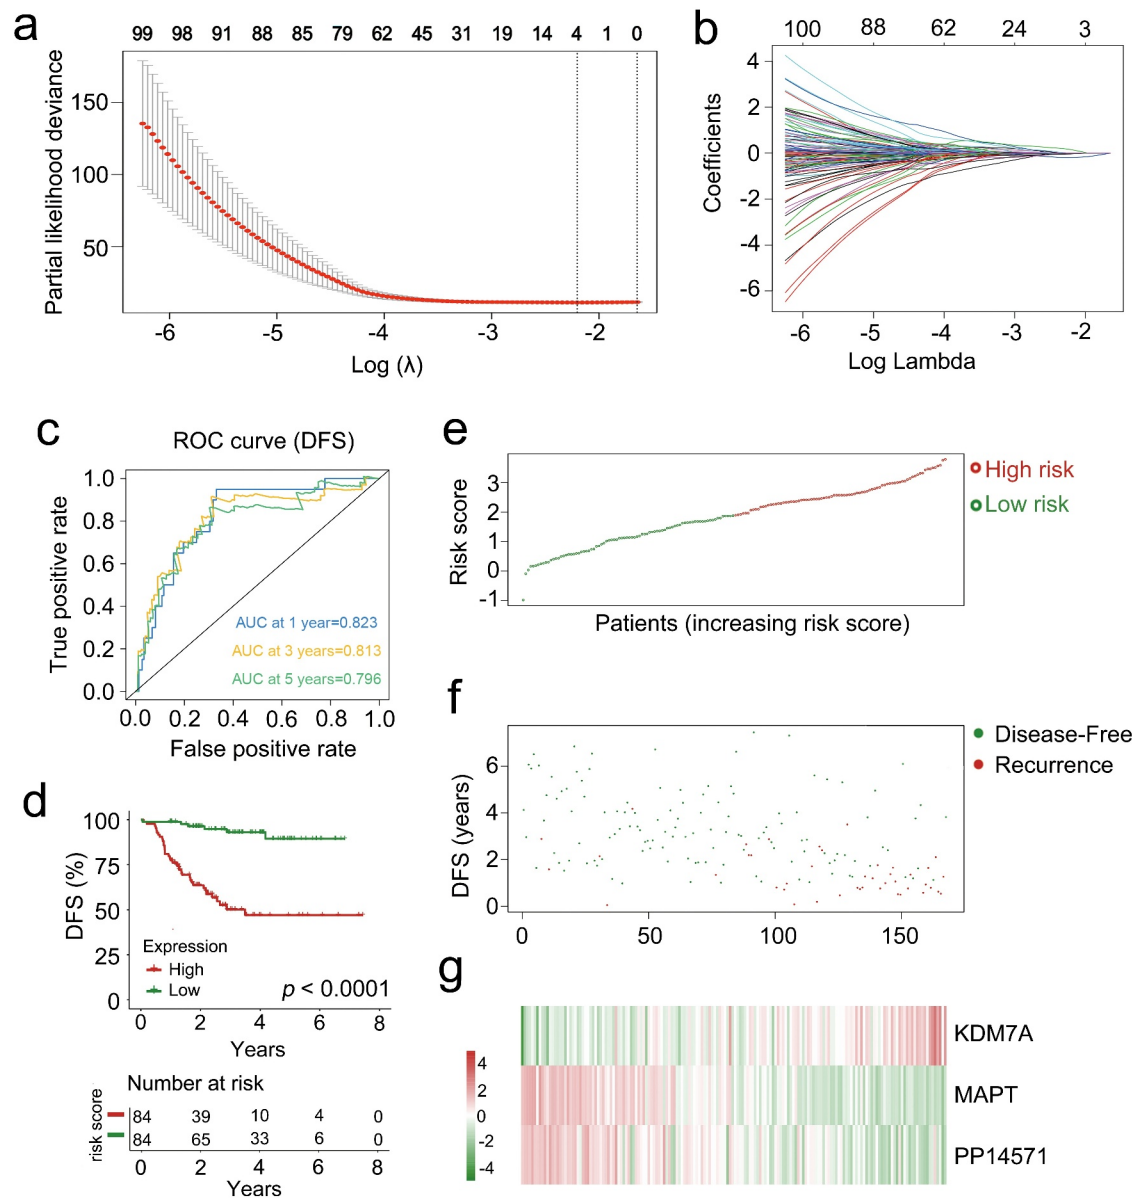 a
99 98 91 88 85 79 62 45 31 19 14 4 1 0
Partial likelihood deviance
150
100
50
-6 -5 -4 -3 -2
Log (λ)
b
100 88 62 24 3
Coefficients
4
2
0
-2
-4
-6
-6 -5 -4 -3 -2
Log Lambda
c
ROC curve (DFS)
True positive rate
1.0
0.8
0.6
0.4
0.2
0.0
AUC at 1 year=0.823
AUC at 3 years=0.813
AUC at 5 years=0.796
0.0 0.2 0.4 0.6 0.8 1.0
False positive rate
d
DFS (%)
100
75
50
25
0
Expression
High
Low
p < 0.0001
0 2 4 6 8
Years
Number at risk
risk score
84 39 10 4 0
84 65 33 6 0
0 2 4 6 8
Years
e
Risk score
3
2
1
0
-1
High risk
Low risk
Patients (increasing risk score)
f
DFS (years)
6
4
2
0
0 50 100 150
Disease-Free
Recurrence
g
4
2
0
-2
-4
KDM7A
MAPT
PP14571